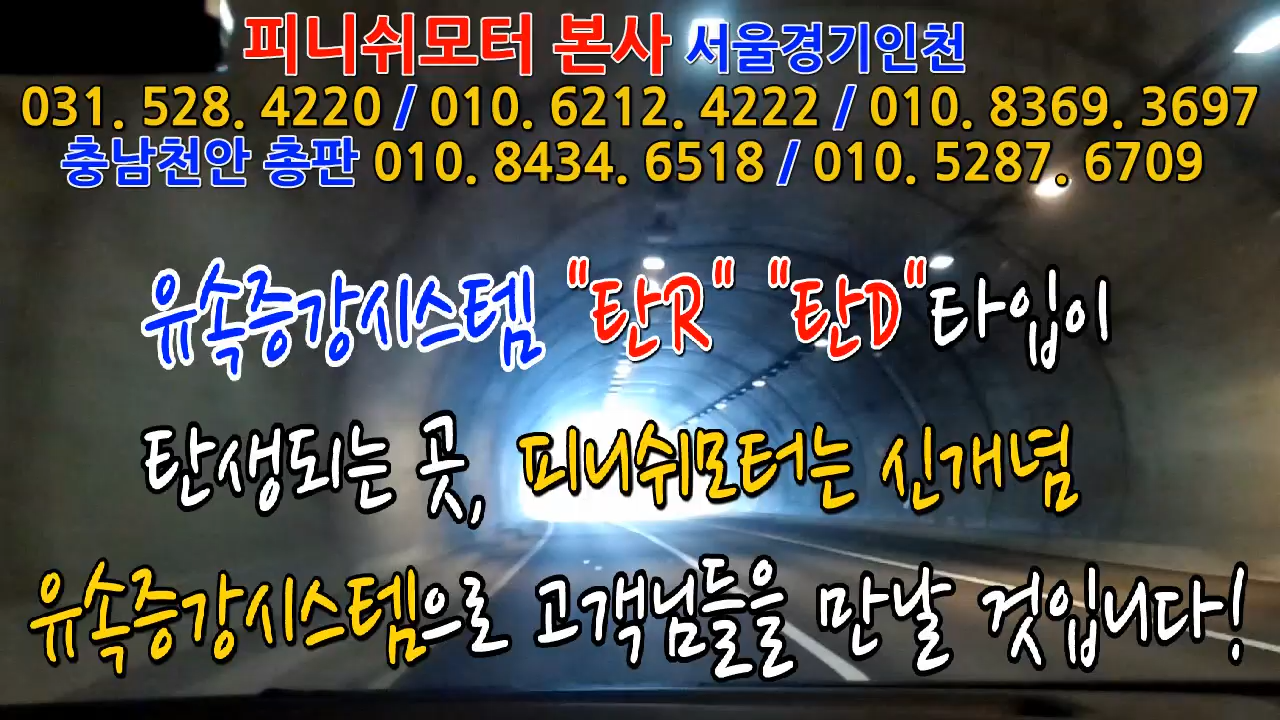 피니쉬모터 본사 서울경기인천
031. 528. 4220 / 010. 6212. 4222 / 010. 8369. 3697
충남천안 총판 010. 8434. 6518 / 010. 5287. 6709
유속증강시스템 "탄R" "탄D"타입이
탄생되는 곳, 피니쉬모터는 신개념
유속증강시스템으로 고객님들을 만날 것입니다!